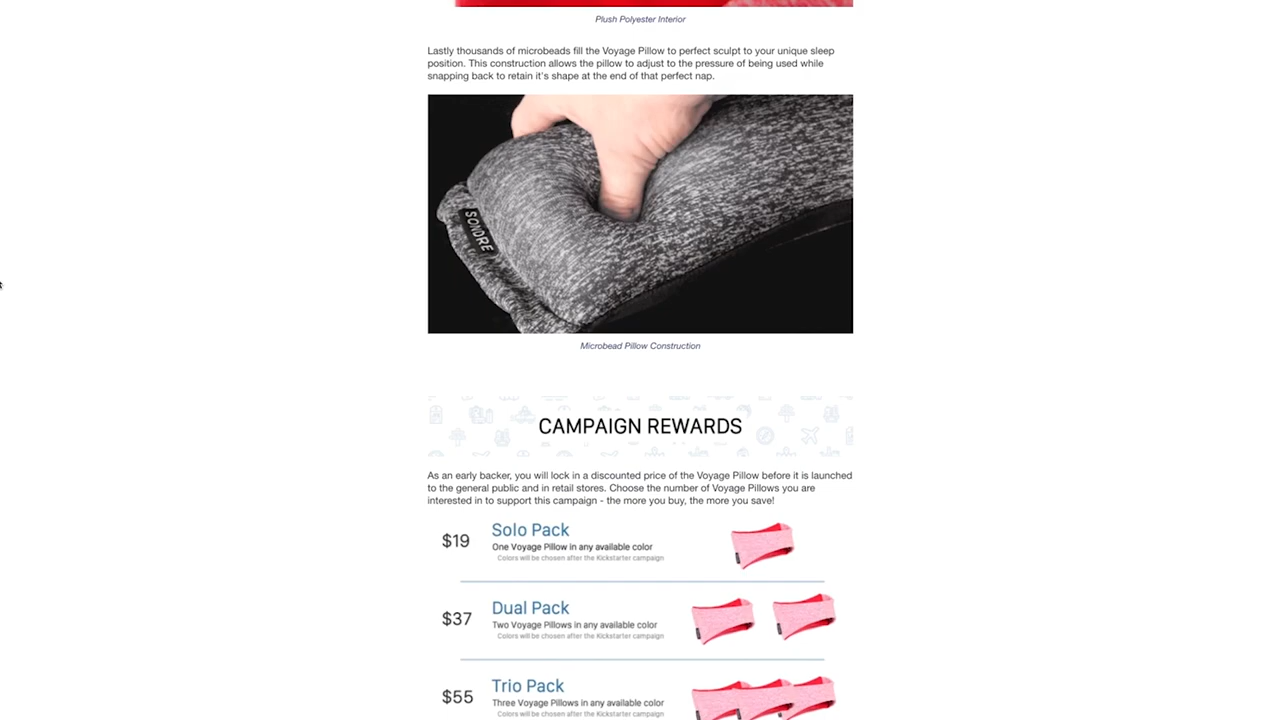 Plush Polyester Interior
Lastly thousands of microbeads fill the Voyage Pillow to perfect sculpt to your unique sleep
position. This construction allows the pillow to adjust to the pressure of being used while
snapping back to retain it's shape at the end of that perfect nap.
SONDRE
Microbead Pillow Construction
CAMPAIGN REWARDS
As an early backer, you will lock in a discounted price of the Voyage Pillow before it is launched
to the general public and in retail stores. Choose the number of Voyage Pillows you are
interested in to support this campaign - the more you buy, the more you save!
$19
Solo Pack
One Voyage Pillow in any available color
Colors will be chosen after the Kickstarter campaign
$37
Dual Pack
Two Voyage Pillows in any available color
Colors will be chosen after the Kickstarter campaign
$55
Trio Pack
Three Voyage Pillows in any available color
Colors will be chosen after the Kickstarter campaign